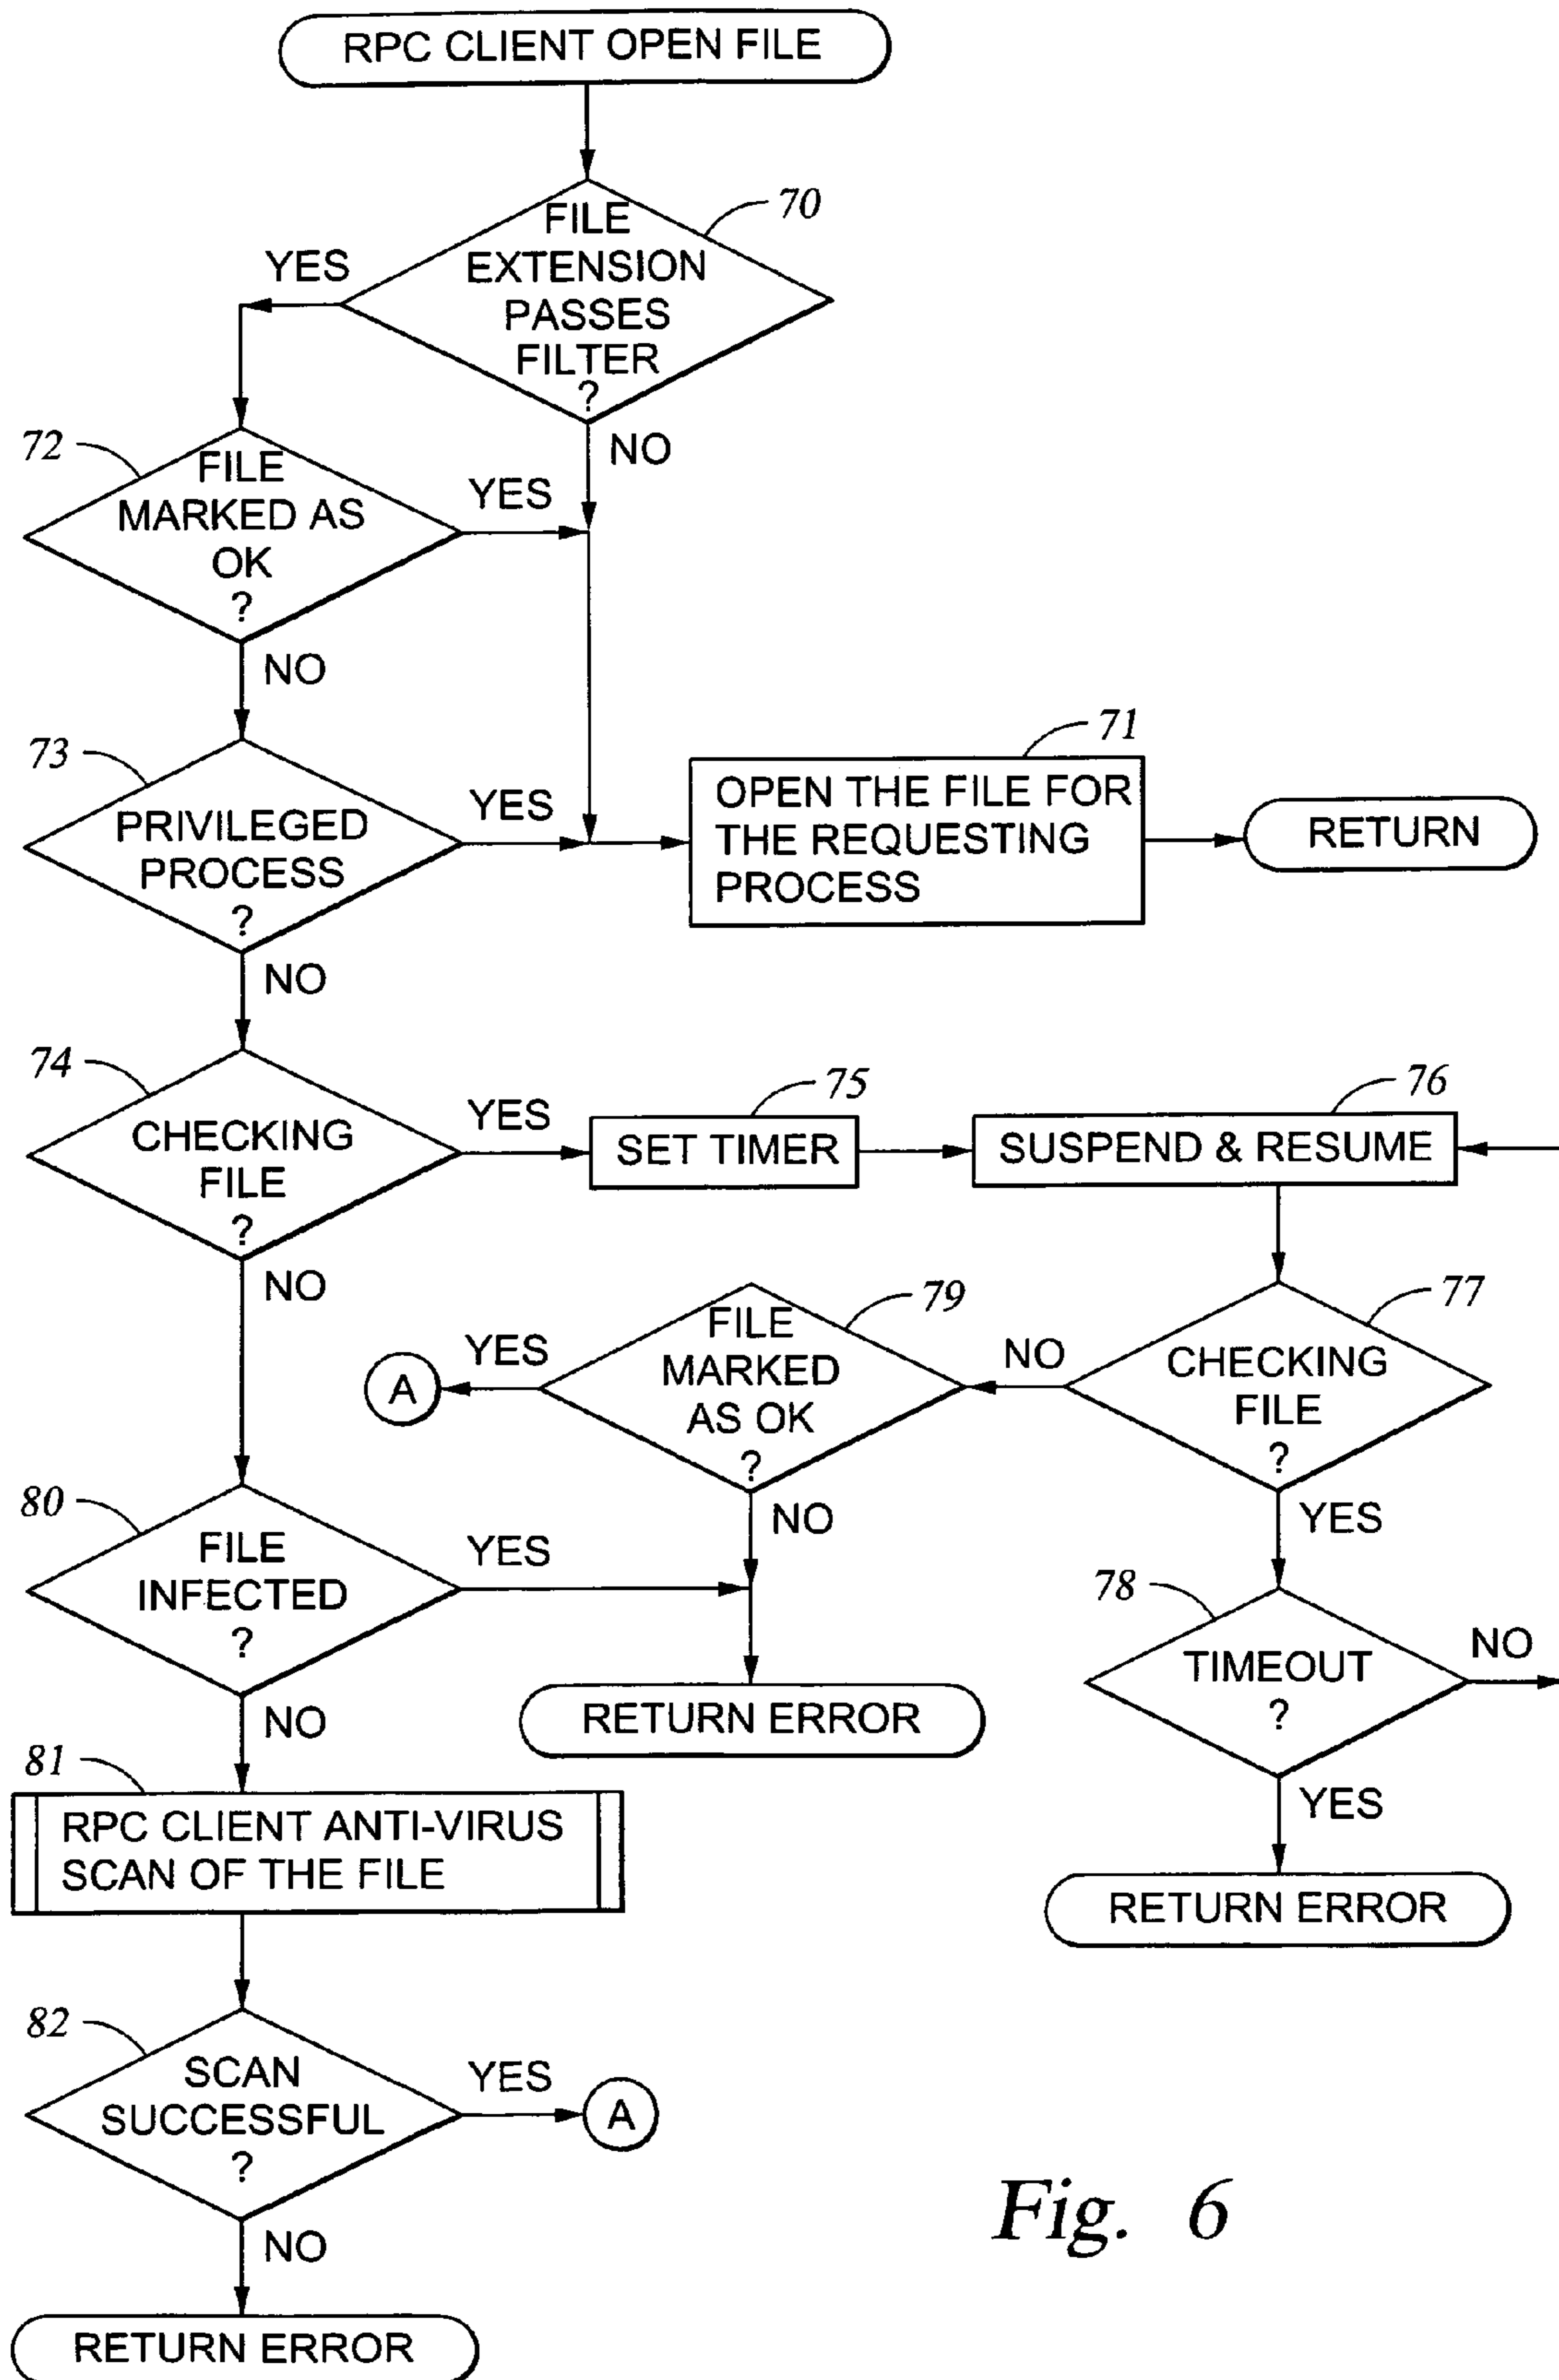 RPC CLIENT OPEN FILE
70
FILE
EXTENSION
PASSES
FILTER
?
YES
NO
72
FILE
MARKED AS
OK
?
YES
NO
73
PRIVILEGED
PROCESS
?
YES
NO
71
OPEN THE FILE FOR
THE REQUESTING
PROCESS
RETURN
74
CHECKING
FILE
?
YES
NO
75
SET TIMER
76
SUSPEND & RESUME
77
CHECKING
FILE
?
NO
YES
79
FILE
MARKED
AS OK
?
YES
A
NO
78
TIMEOUT
?
NO
YES
RETURN ERROR
80
FILE
INFECTED
?
YES
NO
RETURN ERROR
81
RPC CLIENT ANTI-VIRUS
SCAN OF THE FILE
82
SCAN
SUCCESSFUL
?
YES
A
NO
RETURN ERROR
Fig. 6